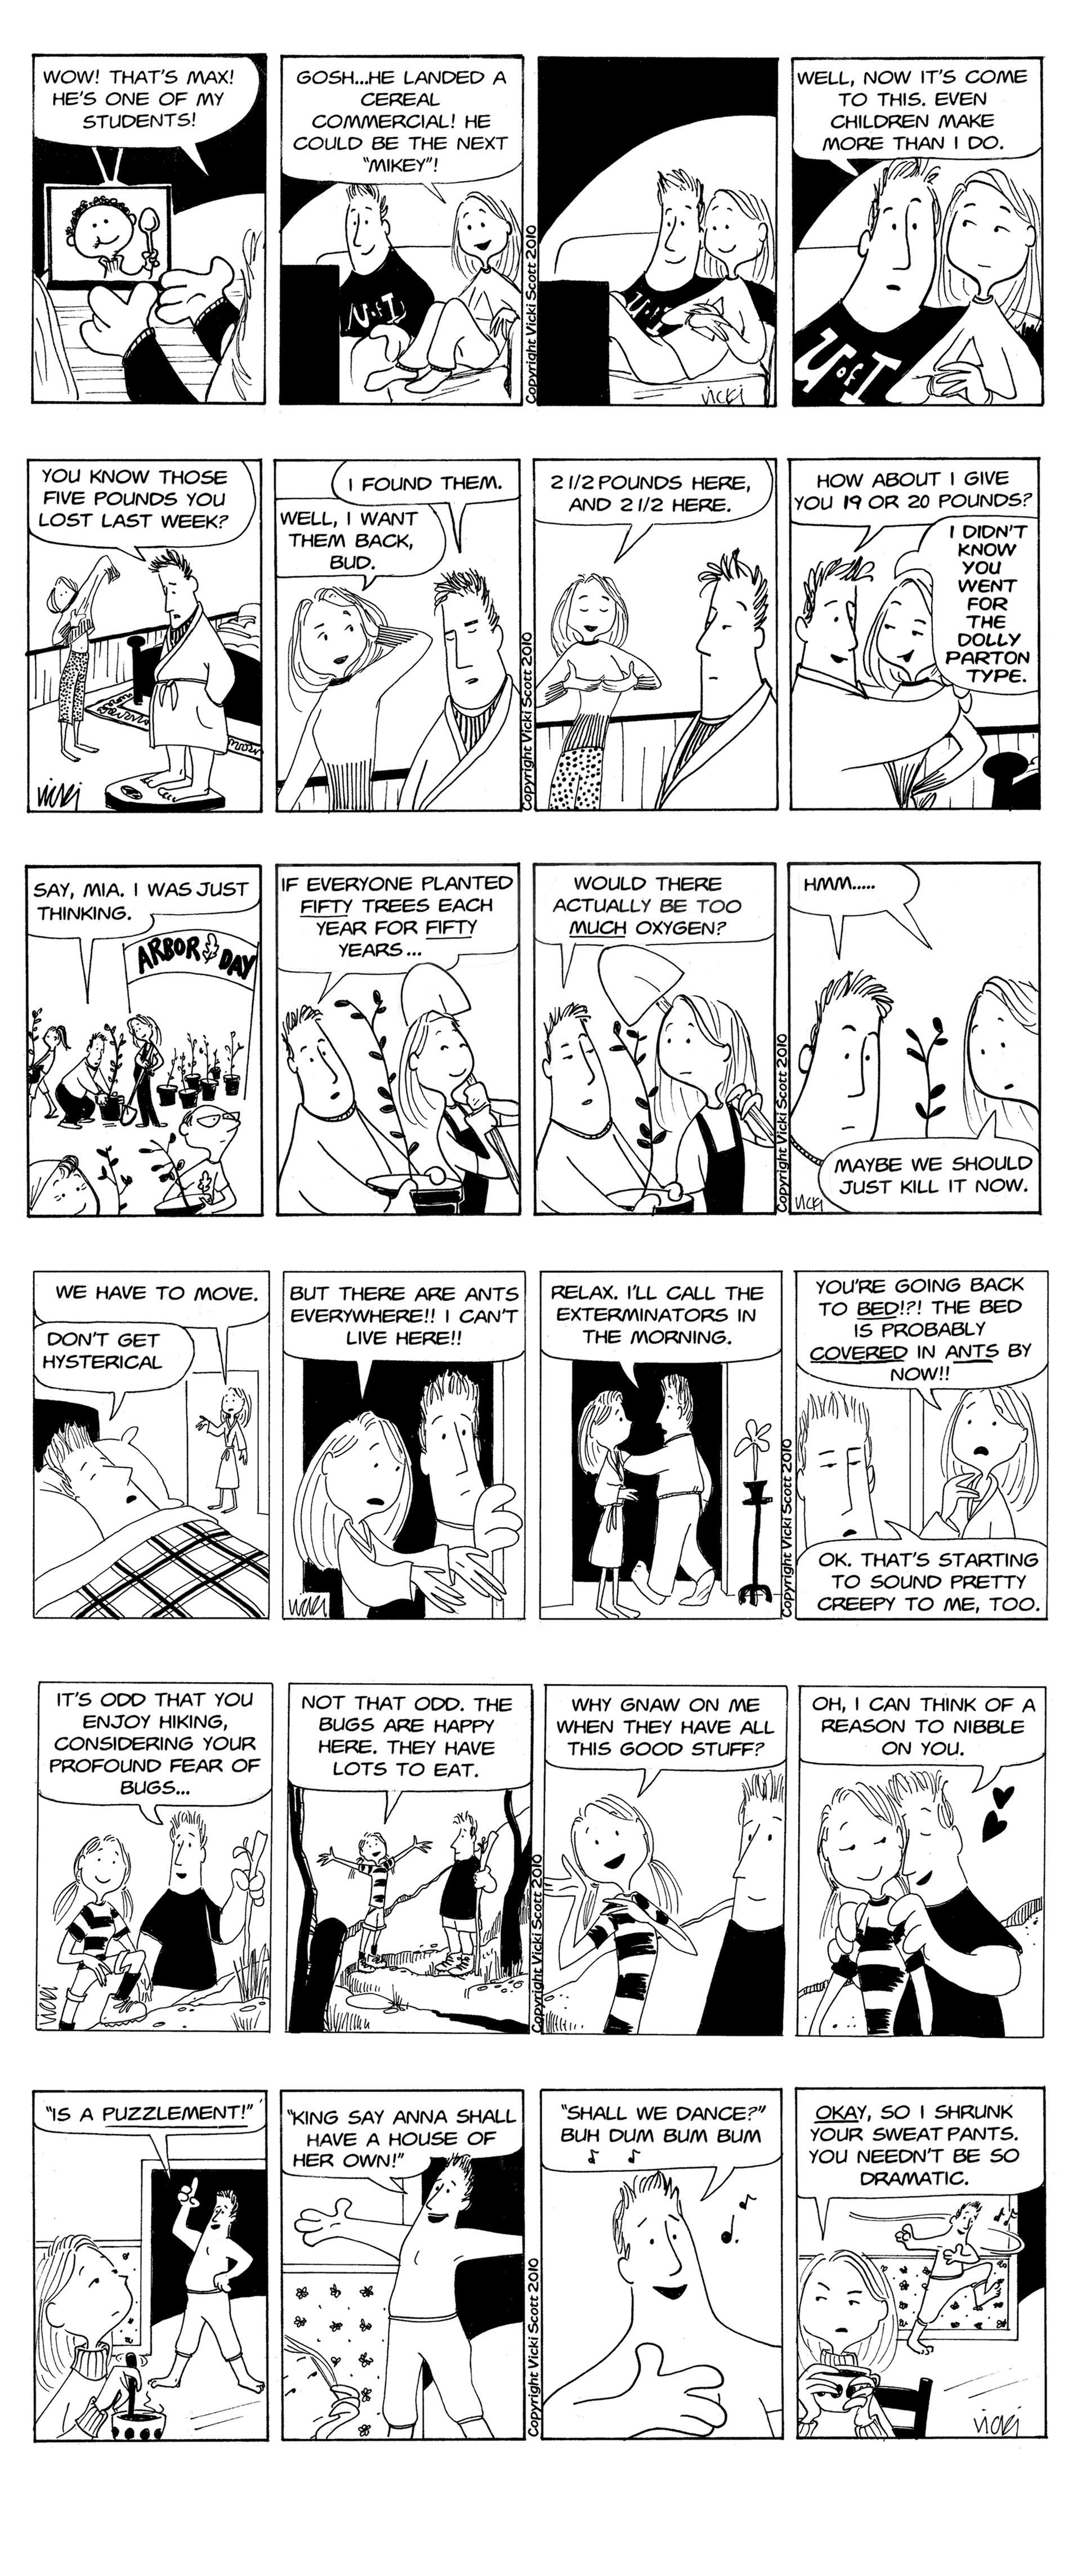 WOW! THAT'S MAX!
HE'S ONE OF MY
STUDENTS!
GOSH...HE LANDED A
CEREAL
COMMERCIAL! HE
COULD BE THE NEXT
"MIKEY"!
U of I
Copyright Vicki Scott 2010
U of I
Vicki
WELL, NOW IT'S COME
TO THIS. EVEN
CHILDREN MAKE
MORE THAN I DO.
U of I
YOU KNOW THOSE
FIVE POUNDS YOU
LOST LAST WEEK?
Vicki
I FOUND THEM.
WELL, I WANT
THEM BACK,
BUD.
Copyright Vicki Scott 2010
2 1/2 POUNDS HERE,
AND 2 1/2 HERE.
HOW ABOUT I GIVE
YOU 19 OR 20 POUNDS?
I DIDN'T
KNOW
YOU
WENT
FOR
THE
DOLLY
PARTON
TYPE.
SAY, MIA. I WAS JUST
THINKING.
ARBOR DAY
IF EVERYONE PLANTED
FIFTY TREES EACH
YEAR FOR FIFTY
YEARS...
WOULD THERE
ACTUALLY BE TOO
MUCH OXYGEN?
Copyright Vicki Scott 2010
HMM.....
MAYBE WE SHOULD
JUST KILL IT NOW.
Vicki
WE HAVE TO MOVE.
DON'T GET
HYSTERICAL
BUT THERE ARE ANTS
EVERYWHERE!! I CAN'T
LIVE HERE!!
Vicki
RELAX. I'LL CALL THE
EXTERMINATORS IN
THE MORNING.
Copyright Vicki Scott 2010
YOU'RE GOING BACK
TO BED!?! THE BED
IS PROBABLY
COVERED IN ANTS BY
NOW!!
OK. THAT'S STARTING
TO SOUND PRETTY
CREEPY TO ME, TOO.
IT'S ODD THAT YOU
ENJOY HIKING,
CONSIDERING YOUR
PROFOUND FEAR OF
BUGS...
Vicki
NOT THAT ODD. THE
BUGS ARE HAPPY
HERE. THEY HAVE
LOTS TO EAT.
Copyright Vicki Scott 2010
WHY GNAW ON ME
WHEN THEY HAVE ALL
THIS GOOD STUFF?
OH, I CAN THINK OF A
REASON TO NIBBLE
ON YOU.
"IS A PUZZLEMENT!"
"KING SAY ANNA SHALL
HAVE A HOUSE OF
HER OWN!"
Copyright Vicki Scott 2010
"SHALL WE DANCE?"
BUH DUM BUM BUM
OKAY, SO I SHRUNK
YOUR SWEAT PANTS.
YOU NEEDN'T BE SO
DRAMATIC.
Vicki